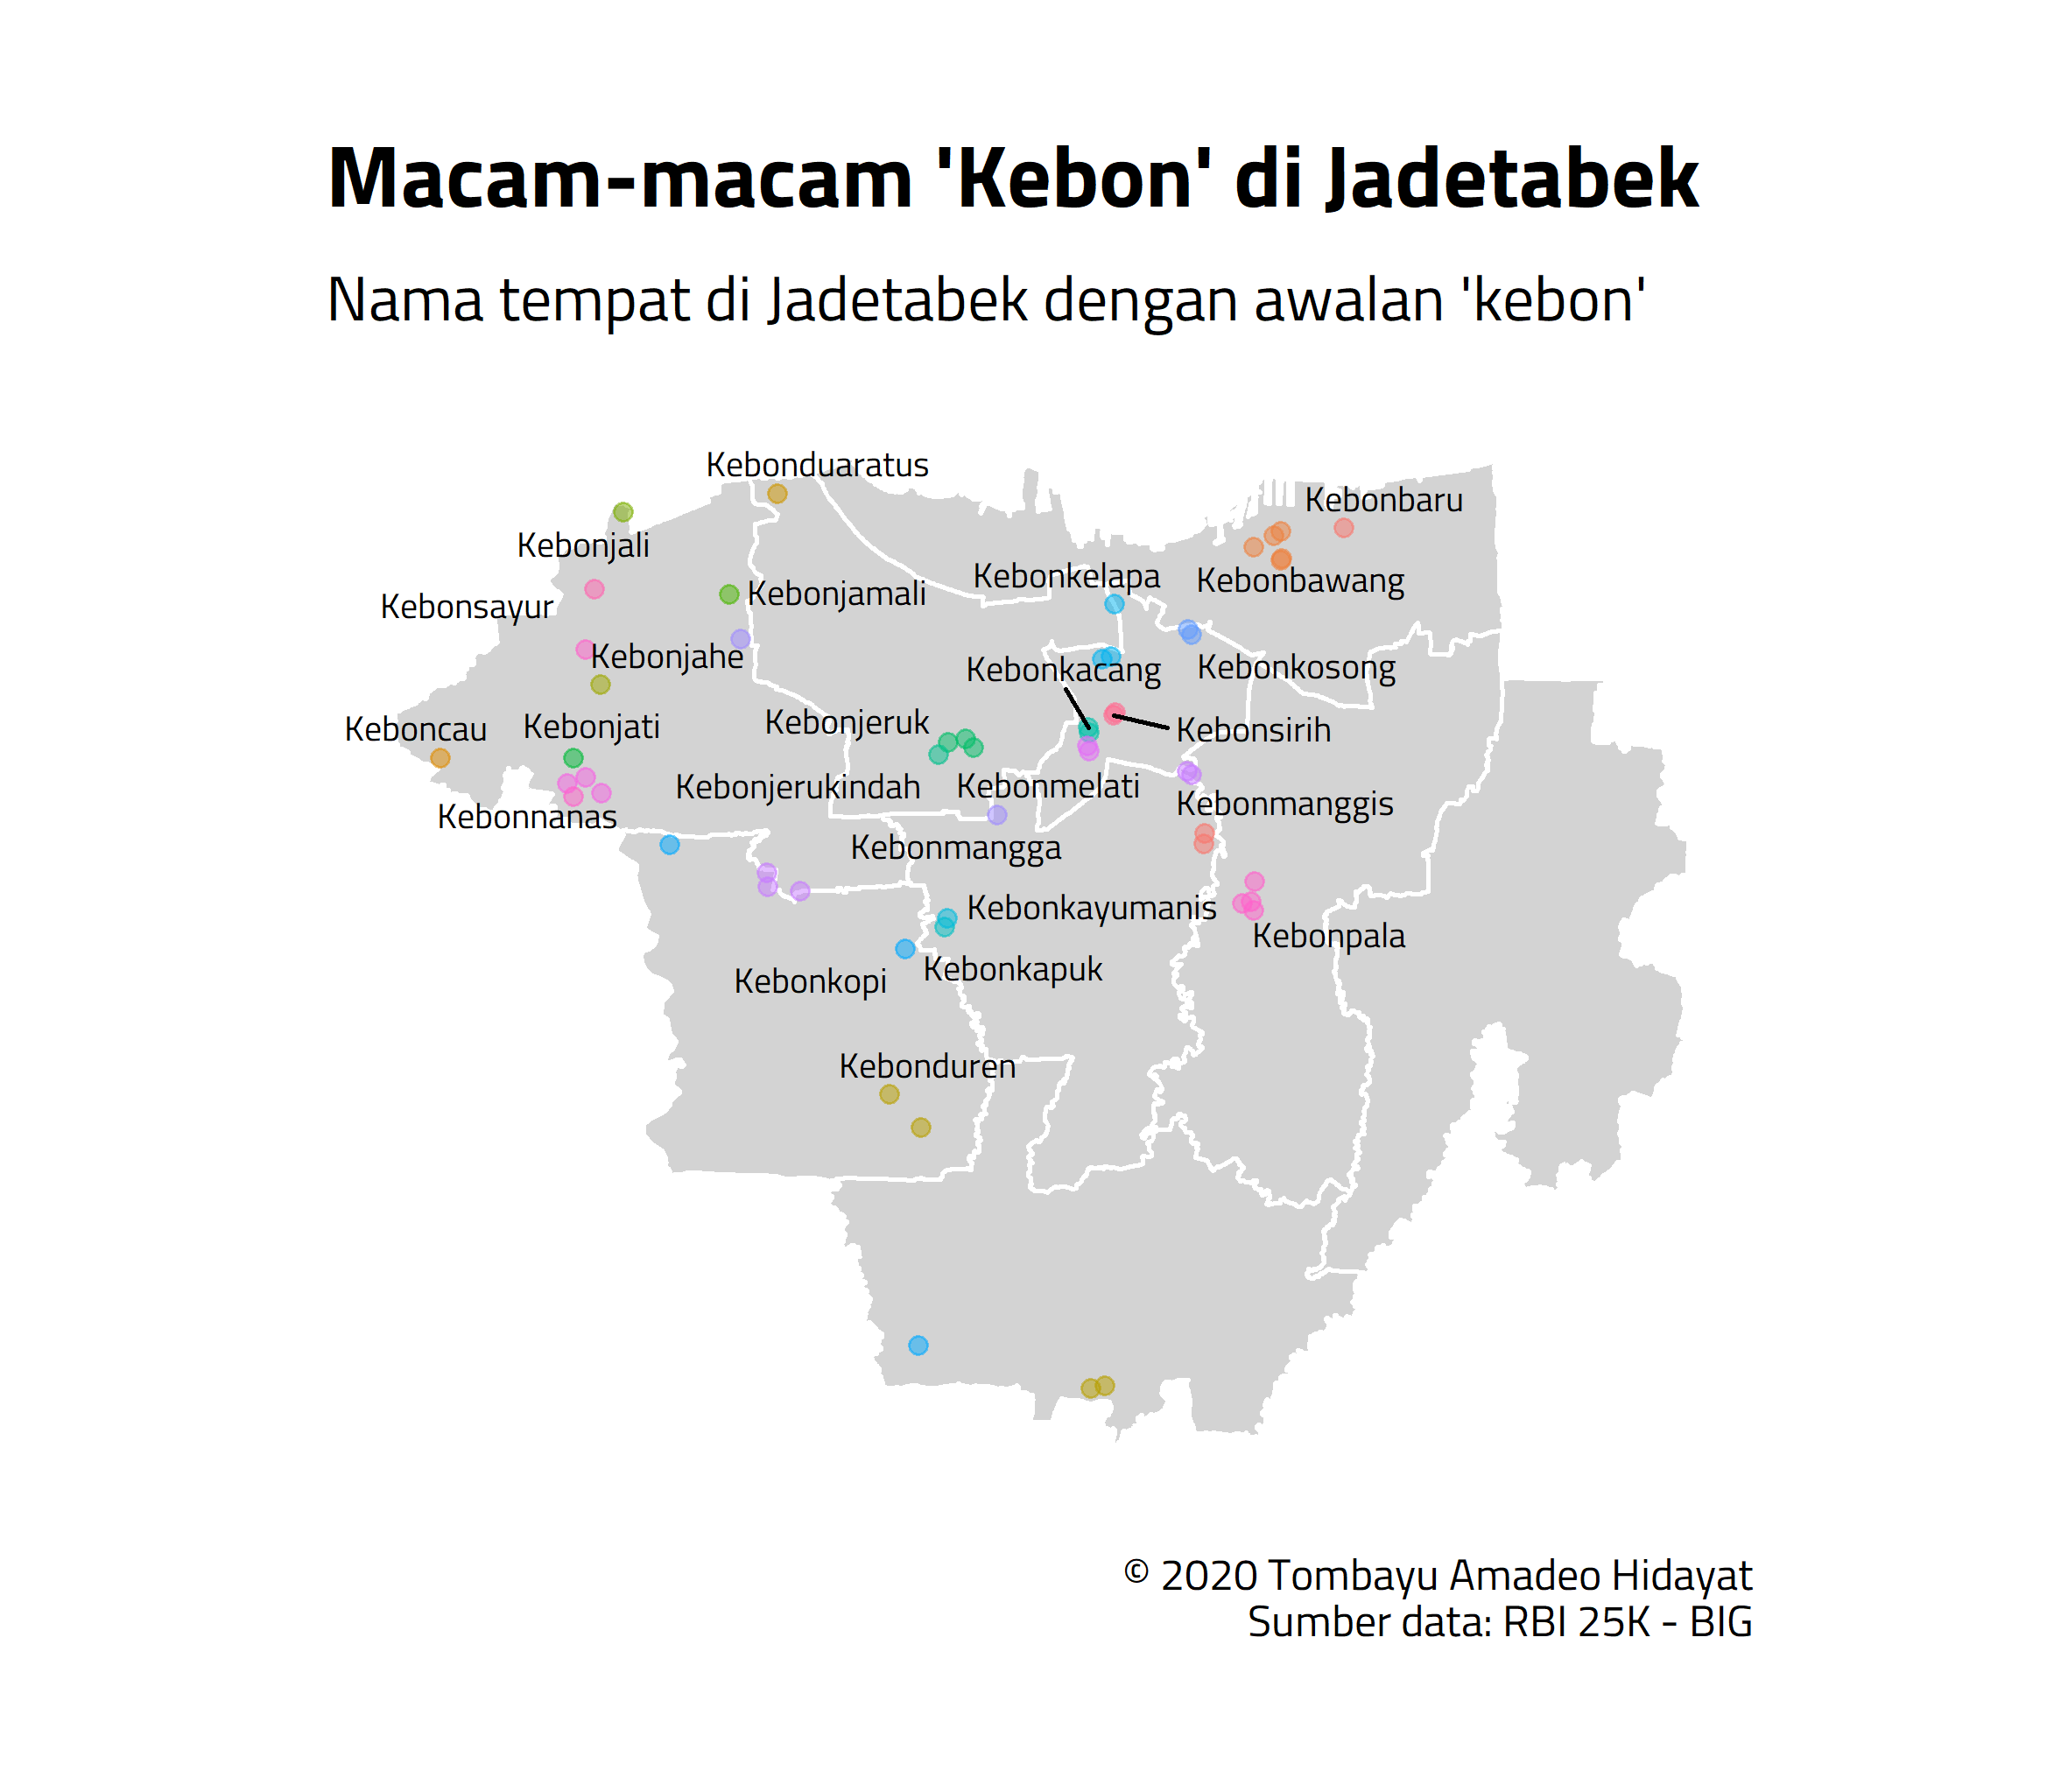 Macam-macam 'Kebon' di Jadetabek
Nama tempat di Jadetabek dengan awalan 'kebon'
Kebonduaratus
Kebonbaru
Kebonjali
Kebonkelapa
Kebonbawang
Kebonsayur
Kebonjamali
Kebonjahe
Kebonkacang
Kebonkosong
Keboncau
Kebonjati
Kebonjeruk
Kebonsirih
Kebonjerukindah
Kebonmelati
Kebonmanggis
Kebonnanas
Kebonmangga
Kebonkayumanis
Kebonpala
Kebonkopi
Kebonkapuk
Kebonduren
© 2020 Tombayu Amadeo Hidayat
Sumber data: RBI 25K - BIG